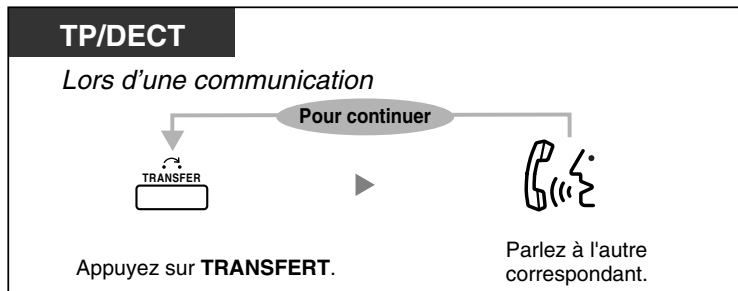 TP/DECT
Lors d'une communication
Pour continuer
TRANSFER
Appuyez sur TRANSFERT.
Parlez à l'autre
correspondant.